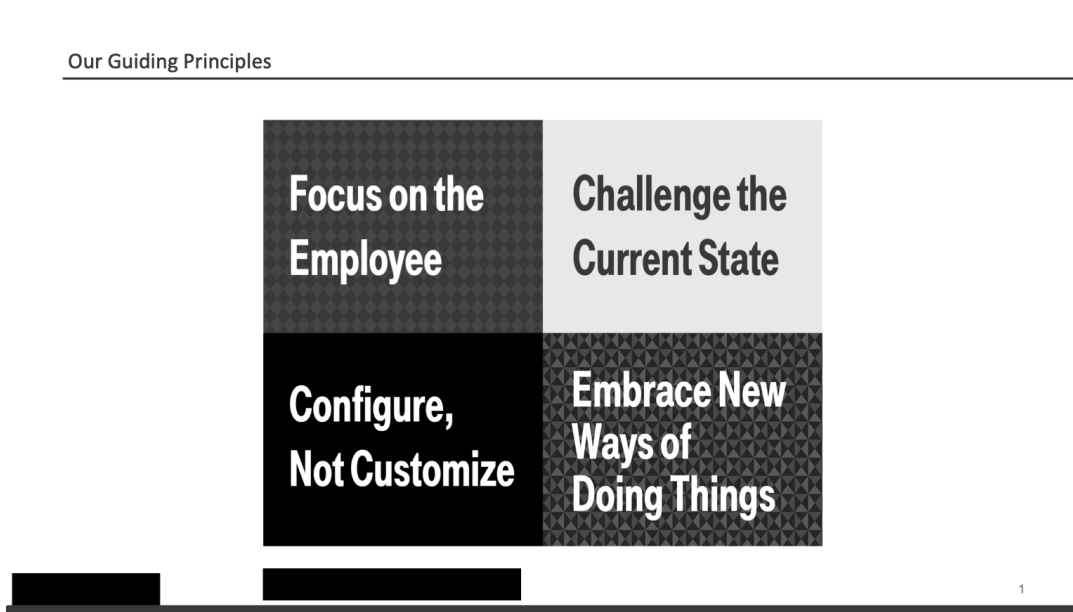 Our Guiding Principles
Focus on the
Employee
Challenge the
Current State
Configure,
Not Customize
Embrace New
Ways of
Doing Things
1